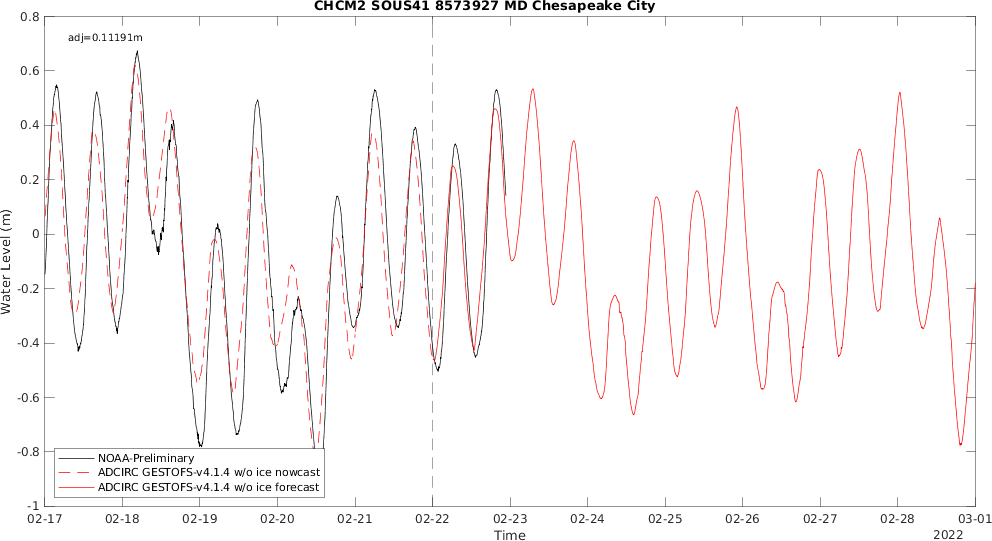 CHCM2 SOUS41 8573927 MD Chesapeake City
adj=0.11191m
0.8
0.6
0.4
0.2
0
-0.2
-0.4
-0.6
-0.8
-1
Water Level (m)
NOAA-Preliminary
ADCIRC GESTOFS-v4.1.4 w/o ice nowcast
ADCIRC GESTOFS-v4.1.4 w/o ice forecast
02-17 02-18 02-19 02-20 02-21 02-22 02-23 02-24 02-25 02-26 02-27 02-28 03-01
Time
2022